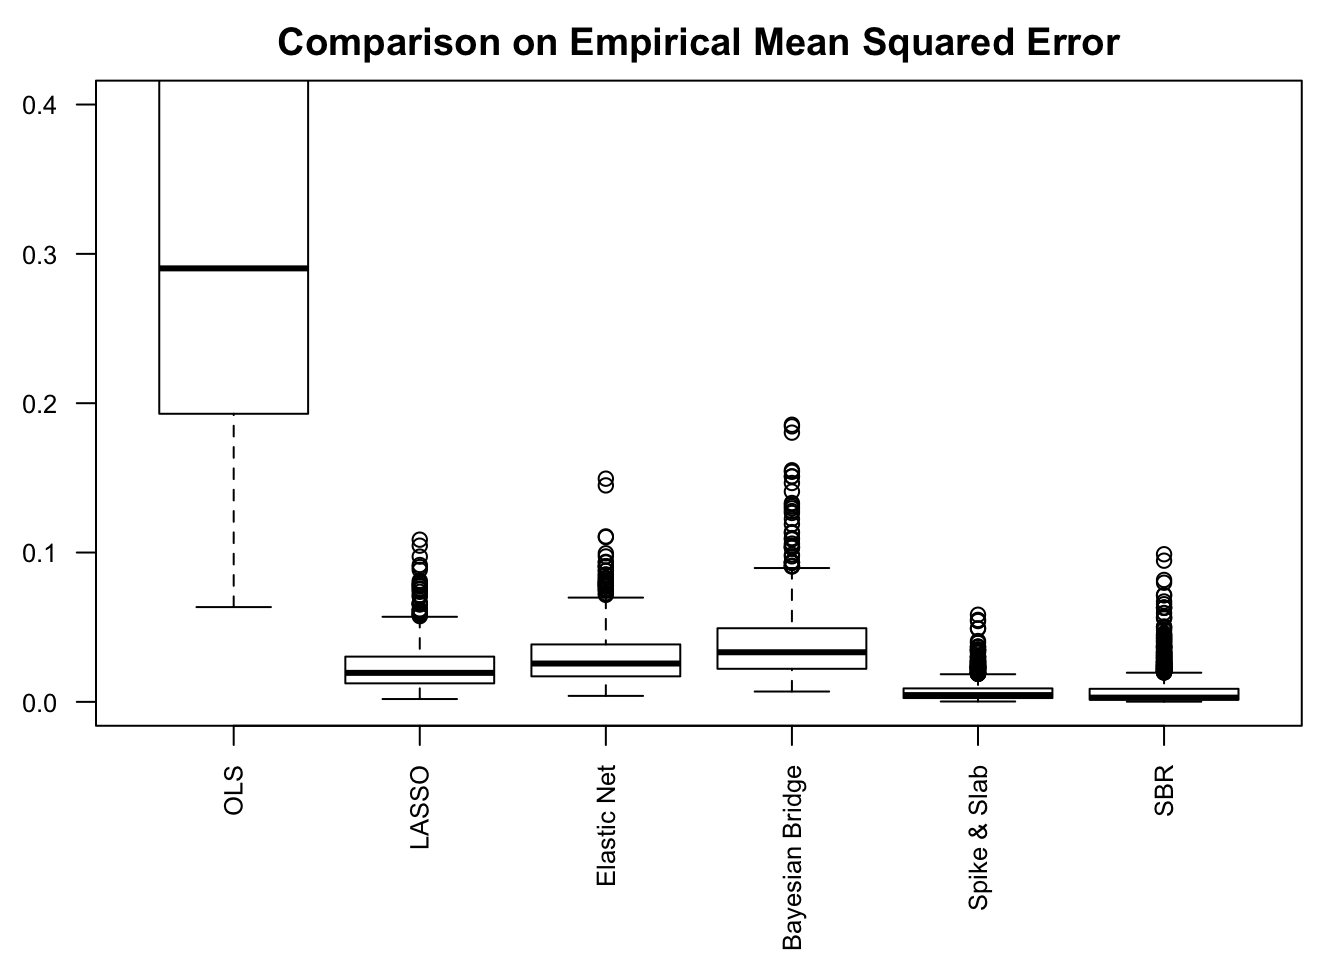 Comparison on Empirical Mean Squared Error
0.4
0.3
0.2
0.1
0.0
OLS
LASSO
Elastic Net
Bayesian Bridge
Spike & Slab
SBR